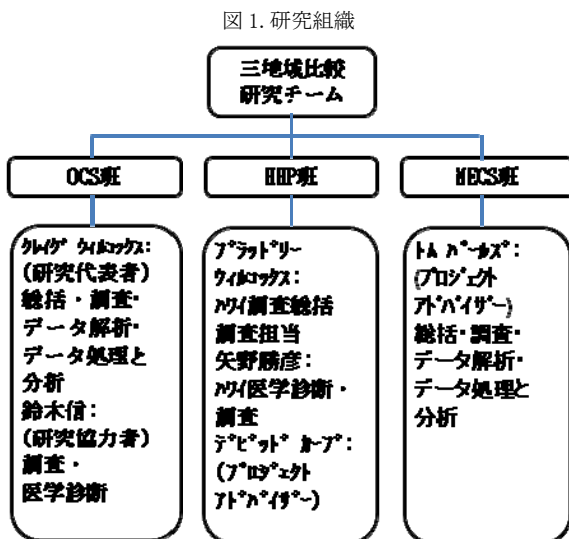 図 1. 研究組織
三地域比較
研究チーム
OCS班
HHP班
NECS班
ｸﾚｲｸﾞ ｳｨﾙｺｯｸｽ：
(研究代表者)
総括・調査・
データ解析・
データ処理と
分析
鈴木信：
(研究協力者)
調査・
医学診断
ﾌﾞﾗｯﾄﾞﾘｰ
ｳｨﾙｺｯｸｽ：
ﾊﾜｲ調査総括
調査担当
矢野勝彦：
ﾊﾜｲ医学診断・
調査
ﾃﾞﾋﾞｯﾄﾞ ｶｰﾌﾞ：
(ﾌﾟﾛｼﾞｪｸﾄ
ｱﾄﾞﾊﾞｲｻﾞｰ)
ﾄﾑ ﾊﾟｰﾙｽﾞ：
(ﾌﾟﾛｼﾞｪｸﾄ
ｱﾄﾞﾊﾞｲｻﾞｰ)
総括・調査・
データ解析・
データ処理と
分析